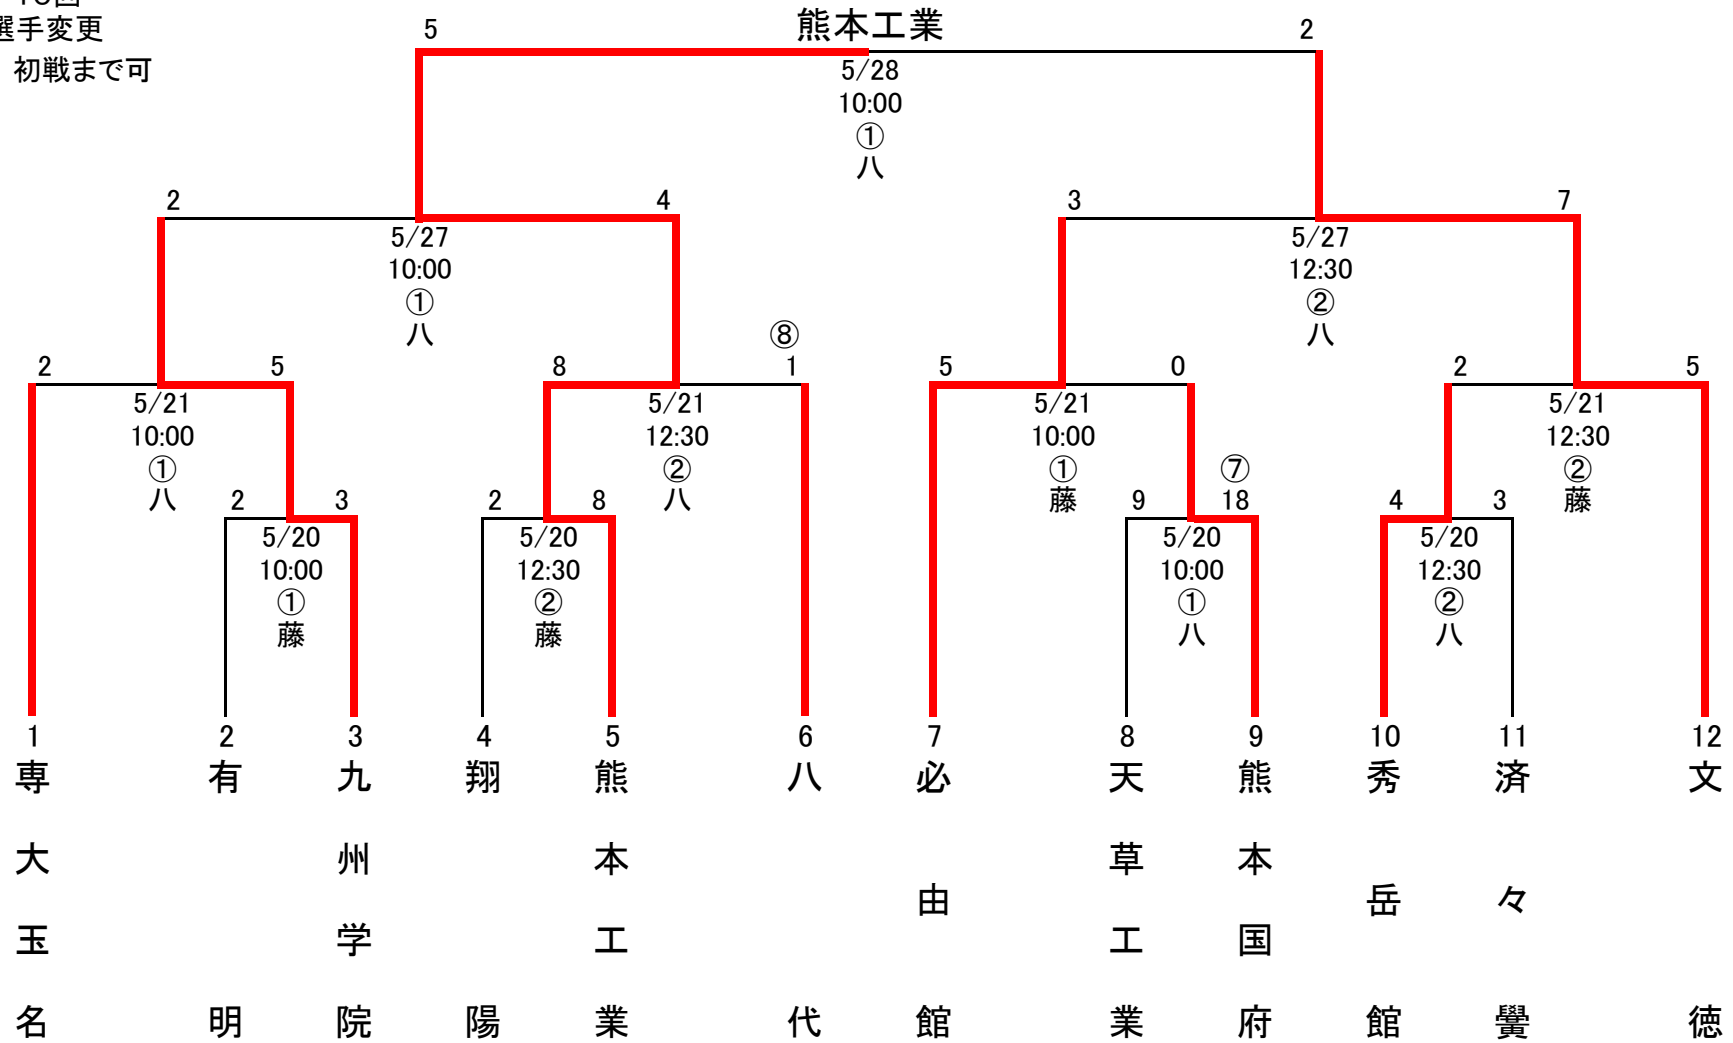 選手変更
初戦まで可
熊本工業
5 2
5/28
10:00
①
八
2 4
5/27
10:00
①
八
3 7
5/27
12:30
②
八
2 5
5/21
10:00
①
八
⑧
8 1
5/21
12:30
②
八
5 0
5/21
10:00
①
藤
2 5
5/21
12:30
②
藤
2 3
5/20
10:00
①
藤
2 8
5/20
12:30
②
藤
⑦
9 18
5/20
10:00
①
八
4 3
5/20
12:30
②
八
1 専大玉名
2 有明
3 九州学院
4 翔陽
5 熊本工業
6 八代
7 必由館
8 天草工業
9 熊本国府
10 秀岳館
11 済々黌
12 文徳